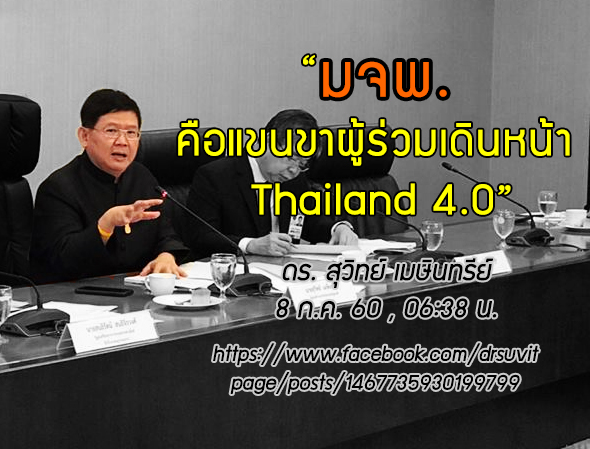 “มจพ.
คือแขนขาผู้ร่วมเดินหน้า
Thailand 4.0”
ดร. สุวิทย์ เมษินทรีย์
8 ก.ค. 60 , 06:38 น.
https://www.facebook.com/drsuvit
page/posts/1467735930199799